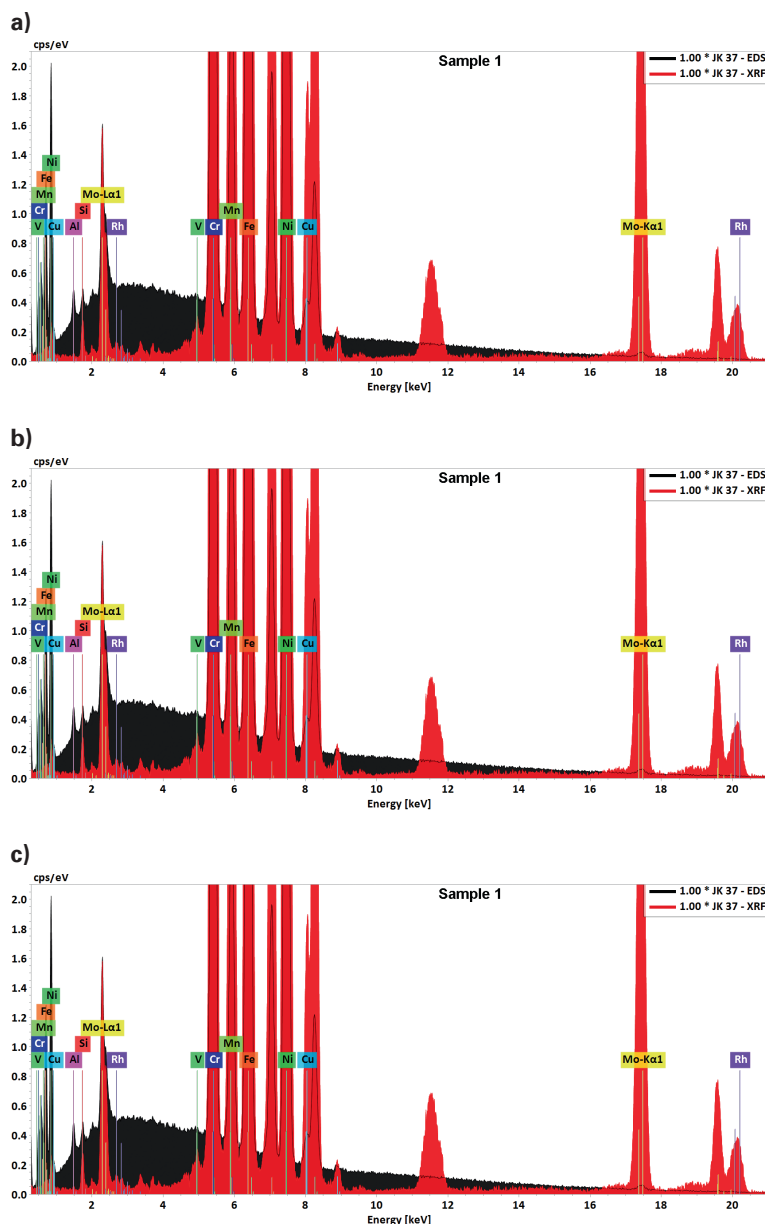 a)
cps/eV
Sample 1
1.00 * JK 37 - EDS
1.00 * JK 37 - XRF
2.0
1.8
1.6
1.4
1.2
1.0
0.8
0.6
0.4
0.2
0.0
Ni
Fe
Mn Mo-Lα1
Cr Si Mn
V Cu Al Rh V Cr Fe Ni Cu Mo-Kα1 Rh
2 4 6 8 10 12 14 16 18 20
Energy [keV]
b)
cps/eV
Sample 1
1.00 * JK 37 - EDS
1.00 * JK 37 - XRF
2.0
1.8
1.6
1.4
1.2
1.0
0.8
0.6
0.4
0.2
0.0
Ni
Fe
Mn Mo-Lα1
Cr Si Mn
V Cu Al Rh V Cr Fe Ni Cu Mo-Kα1 Rh
2 4 6 8 10 12 14 16 18 20
Energy [keV]
c)
cps/eV
Sample 1
1.00 * JK 37 - EDS
1.00 * JK 37 - XRF
2.0
1.8
1.6
1.4
1.2
1.0
0.8
0.6
0.4
0.2
0.0
Ni
Fe
Mn Mo-Lα1
Cr Si Mn
V Cu Al Rh V Cr Fe Ni Cu Mo-Kα1 Rh
2 4 6 8 10 12 14 16 18 20
Energy [keV]